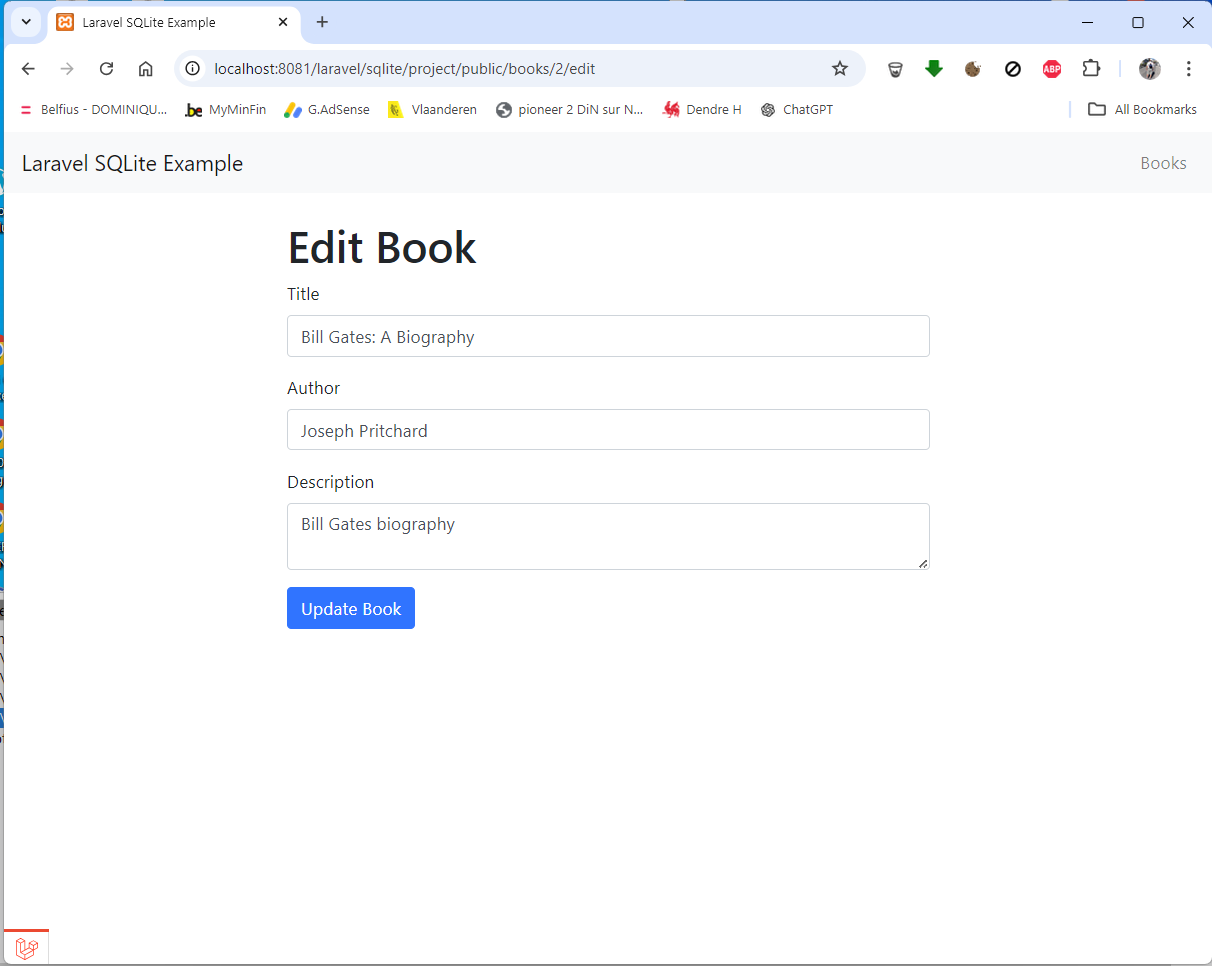 Laravel SQLite Example
localhost:8081/laravel/sqlite/project/public/books/2/edit
ABP
Belfius - DOMINIQU...
.be MyMinFin
G.AdSense
Vlaanderen
pioneer 2 DiN sur N...
Dendre H
ChatGPT
All Bookmarks
Laravel SQLite Example
Books
Edit Book
Title
Bill Gates: A Biography
Author
Joseph Pritchard
Description
Bill Gates biography
Update Book